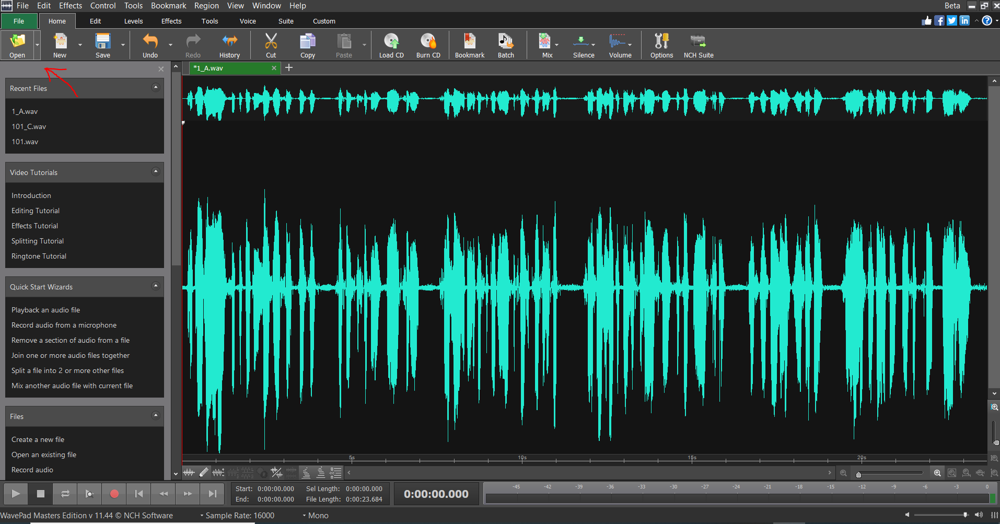 File Edit Effects Control Tools Bookmark Region View Window Help Beta
File Home Edit Levels Effects Tools Voice Suite Custom
Open New Save Undo Redo History Cut Copy Paste Load CD Burn CD Bookmark Batch Mix Silence Volume Options NCH Suite
*1_A.wav
Recent Files
1_A.wav
101_C.wav
101.wav
Video Tutorials
Introduction
Editing Tutorial
Effects Tutorial
Splitting Tutorial
Ringtone Tutorial
Quick Start Wizards
Playback an audio file
Record audio from a microphone
Remove a section of audio from a file
Join one or more audio files together
Split a file into 2 or more other files
Mix another audio file with current file
Files
Create a new file
Open an existing file
Record audio
5s 10s 15s 20s
Start: 0:00:00.000 Sel Length: 0:00:00.000
End: 0:00:00.000 File Length: 0:00:23.684
0:00:00.000
-45 -42 -39 -36 -33 -30 -27 -24 -21 -18 -15 -12 -9 -6 -3 0
WavePad Masters Edition v 11.44 © NCH Software Sample Rate: 16000 Mono